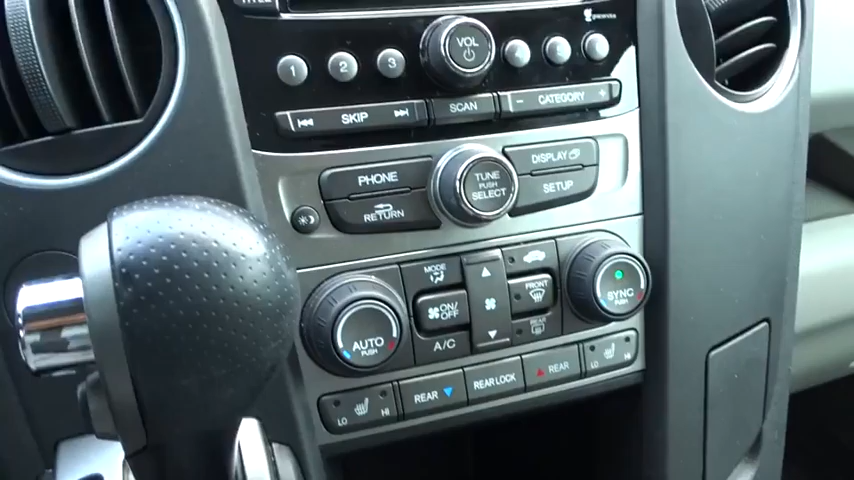 TITLE
VOL
1 2 3
SKIP SCAN - CATEGORY +
PHONE TUNE PUSH SELECT DISPLAY
RETURN SETUP
MODE
ON/OFF FRONT
AUTO PUSH A/C REAR SYNC PUSH
LO HI REAR REAR LOCK REAR LO HI